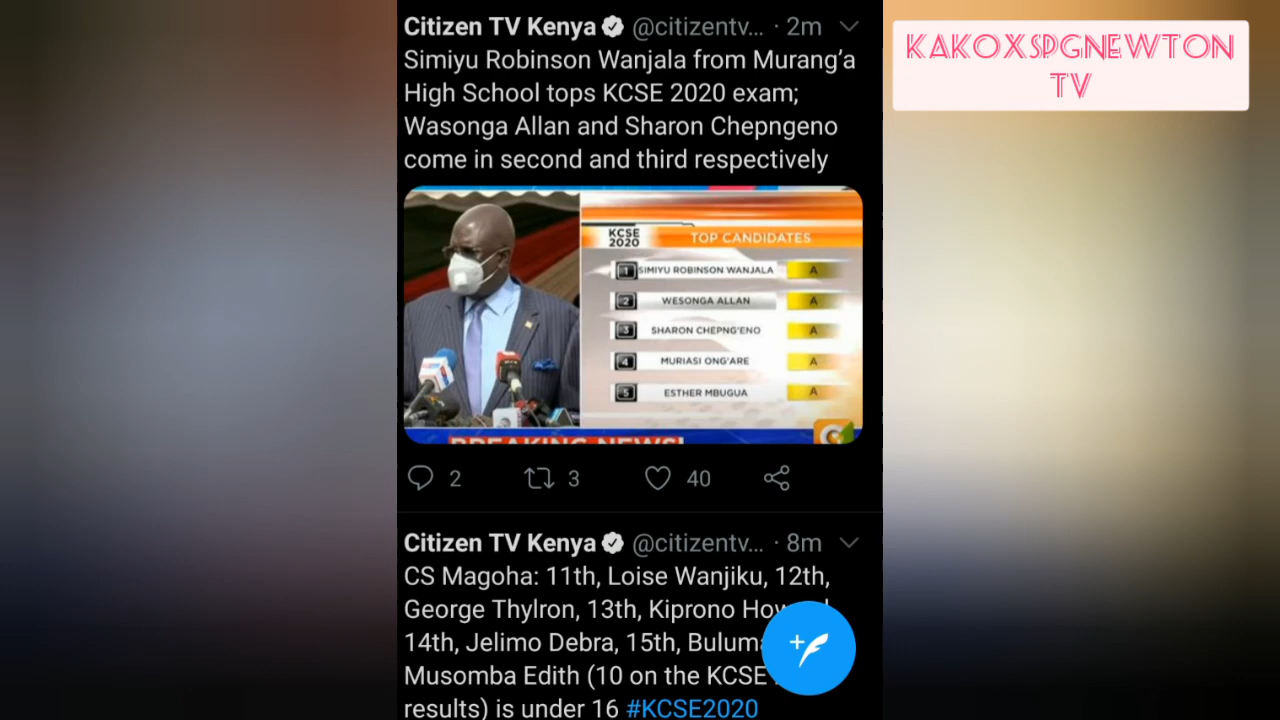 Citizen TV Kenya @citizentv... · 2m
Simiyu Robinson Wanjala from Murang’a
High School tops KCSE 2020 exam;
Wasonga Allan and Sharon Chepngeno
come in second and third respectively
KCSE
2020
TOP CANDIDATES
1 SIMIYU ROBINSON WANJALA A
2 WESONGA ALLAN A
3 SHARON CHEPNG'ENO A
4 MURIASI ONG'ARE A
5 ESTHER MBUGUA A
BREAKING NEWS!
2 3 40
Citizen TV Kenya @citizentv... · 8m
CS Magoha: 11th, Loise Wanjiku, 12th,
George Thylron, 13th, Kiprono
14th, Jelimo Debra, 15th,
Musomba Edith (10 on the KCSE
results) is under 16 #KCSE2020
KAKOXSPGNEWTON
TV